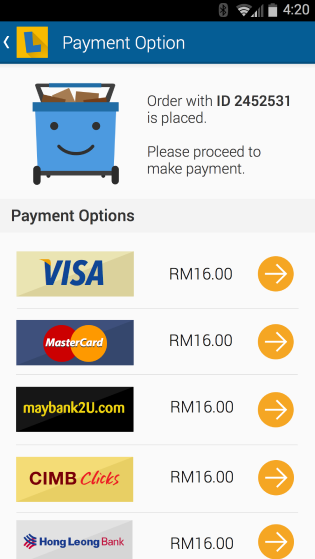 4:20
Payment Option
Order with ID 2452531
is placed.
Please proceed to
make payment.
Payment Options
VISA RM16.00
MasterCard RM16.00
maybank2U.com RM16.00
CIMB Clicks RM16.00
Hong Leong Bank RM16.00